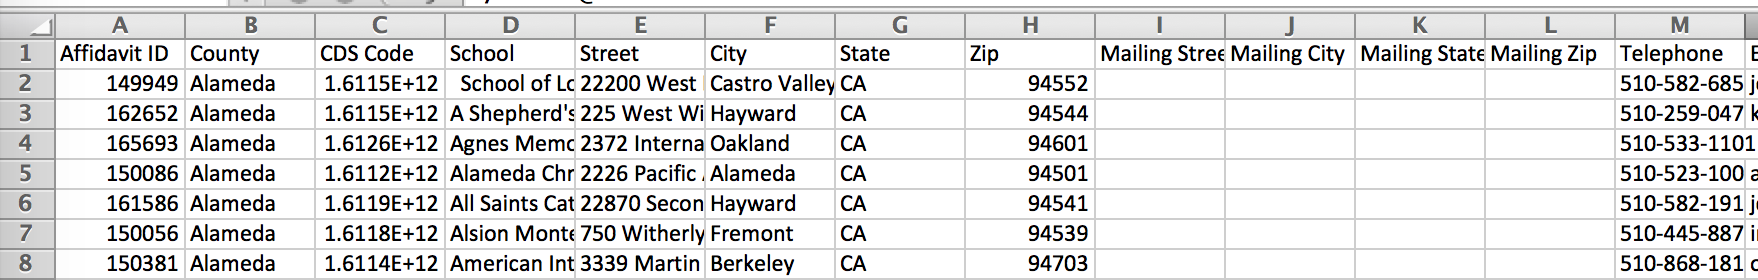 A B C D E F G H I J K L M
1 Affidavit ID County CDS Code School Street City State Zip Mailing Stree Mailing City Mailing State Mailing Zip Telephone E
2 149949 Alameda 1.6115E+12 School of Lo 22200 West Castro Valley CA 94552 510-582-685
3 162652 Alameda 1.6115E+12 A Shepherd's 225 West Wi Hayward CA 94544 510-259-047 k
4 165693 Alameda 1.6126E+12 Agnes Memo 2372 Interna Oakland CA 94601 510-533-1101
5 150086 Alameda 1.6112E+12 Alameda Chr 2226 Pacific Alameda CA 94501 510-523-100 a
6 161586 Alameda 1.6119E+12 All Saints Cat 22870 Secon Hayward CA 94541 510-582-191
7 150056 Alameda 1.6118E+12 Alsion Monte 750 Witherly Fremont CA 94539 510-445-887
8 150381 Alameda 1.6114E+12 American Int 3339 Martin Berkeley CA 94703 510-868-181